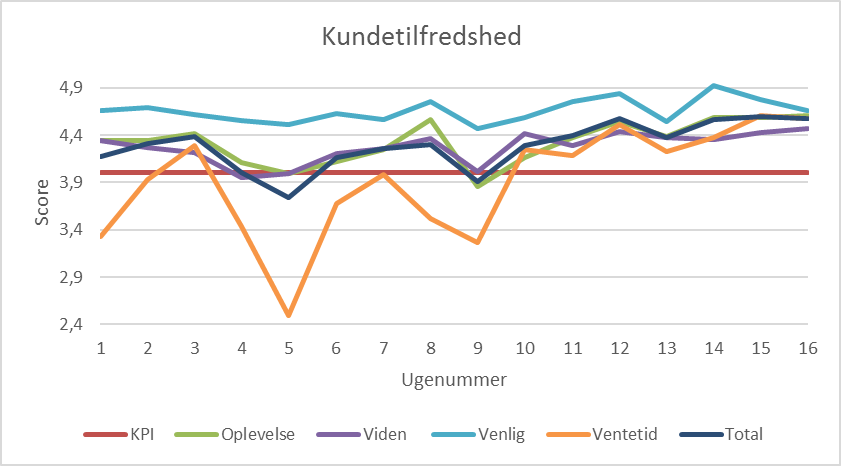 Kundetilfredshed
4,9
4,4
3,9
3,4
2,9
2,4
Score
1 2 3 4 5 6 7 8 9 10 11 12 13 14 15 16
Ugenummer
KPI Oplevelse Viden Venlig Ventetid Total